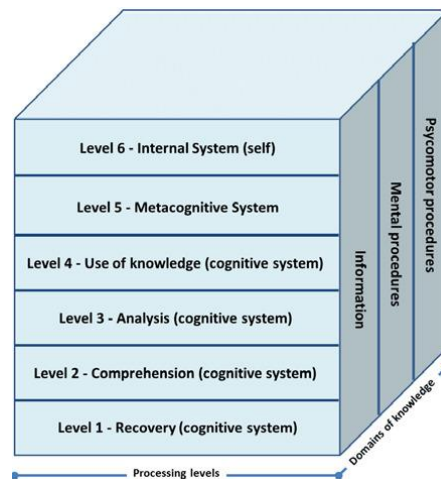 Level 6 - Internal System (self)
Level 5 - Metacognitive System
Level 4 - Use of knowledge (cognitive system)
Level 3 - Analysis (cognitive system)
Level 2 - Comprehension (cognitive system)
Level 1 - Recovery (cognitive system)
Information
Mental procedures
Psycomotor procedures
Processing levels
Domains of knowledge